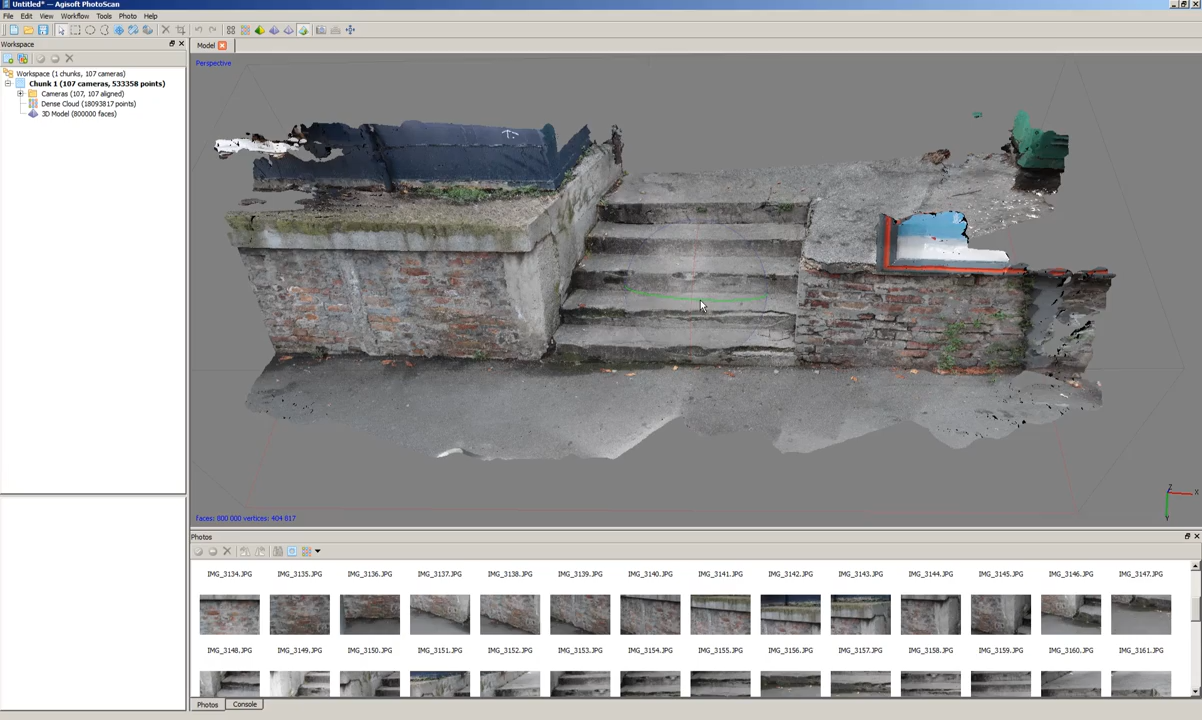 Untitled* — Agisoft PhotoScan
File Edit View Workflow Tools Photo Help
Workspace
Model
Workspace (1 chunks, 107 cameras)
Chunk 1 (107 cameras, 533358 points)
Cameras (107, 107 aligned)
Dense Cloud (18093817 points)
3D Model (800000 faces)
Perspective
Z
X
Y
faces: 800 000 vertices: 404 817
Photos
IMG_3134.JPG IMG_3135.JPG IMG_3136.JPG IMG_3137.JPG IMG_3138.JPG IMG_3139.JPG IMG_3140.JPG IMG_3141.JPG IMG_3142.JPG IMG_3143.JPG IMG_3144.JPG IMG_3145.JPG IMG_3146.JPG IMG_3147.JPG
IMG_3148.JPG IMG_3149.JPG IMG_3150.JPG IMG_3151.JPG IMG_3152.JPG IMG_3153.JPG IMG_3154.JPG IMG_3155.JPG IMG_3156.JPG IMG_3157.JPG IMG_3158.JPG IMG_3159.JPG IMG_3160.JPG IMG_3161.JPG
Photos Console